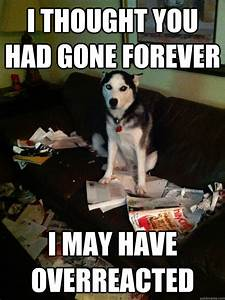 I THOUGHT YOU
HAD GONE FOREVER
I MAY HAVE
OVERREACTED